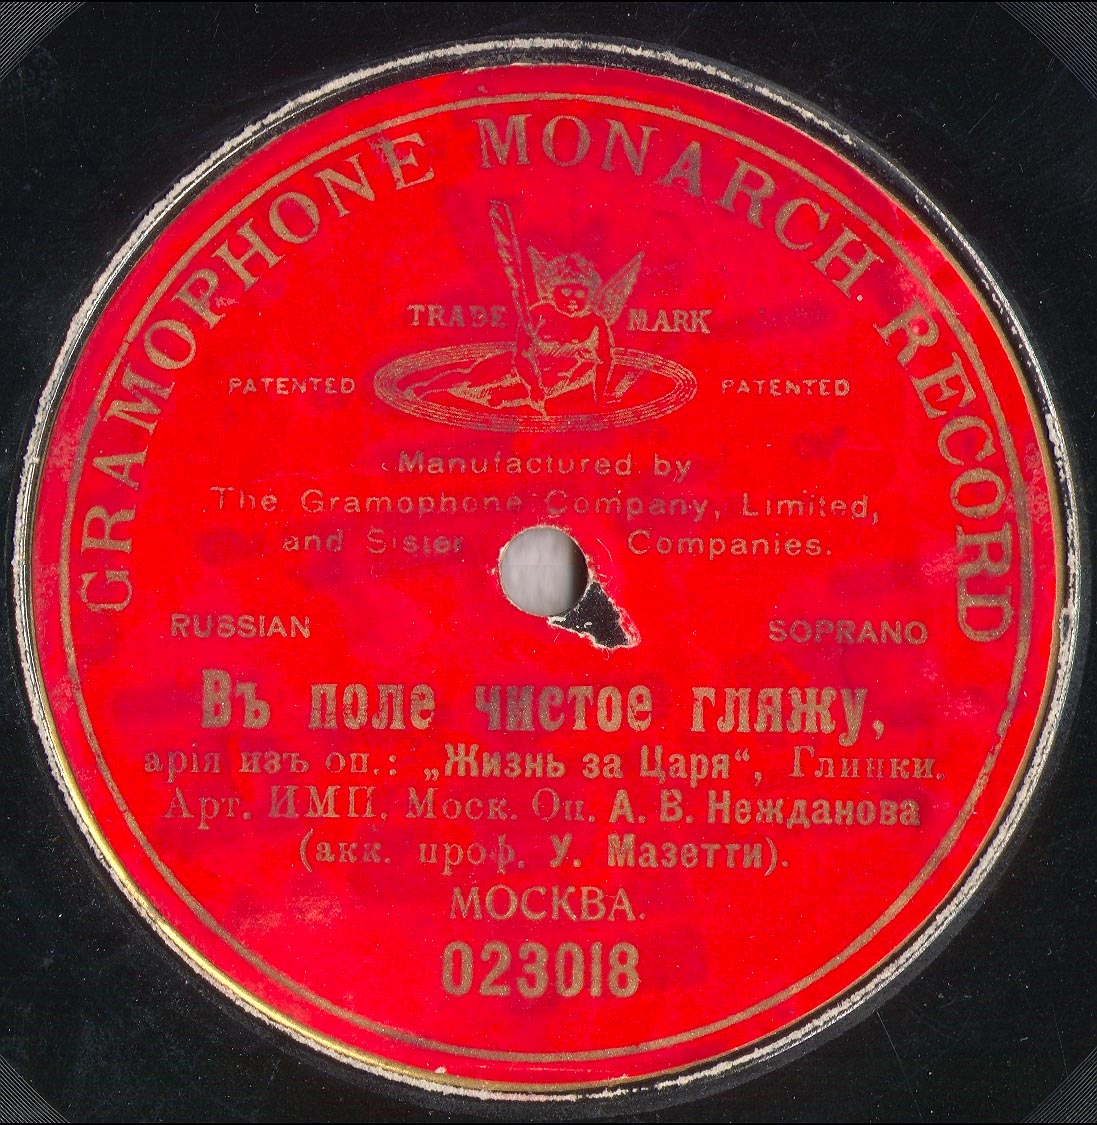 GRAMOPHONE MONARCH RECORD
TRADE MARK
PATENTED PATENTED
Manufactured by
The Gramophone Company, Limited,
and Sister Companies.
RUSSIAN SOPRANO
Въ поле чистое гляжу,
арія изъ оп.: „Жизнь за Царя“, Глинки.
Арт. ИМП. Моск. Оп. А. В. Нежданова
(акк. проф. У. Мазетти).
МОСКВА.
023018